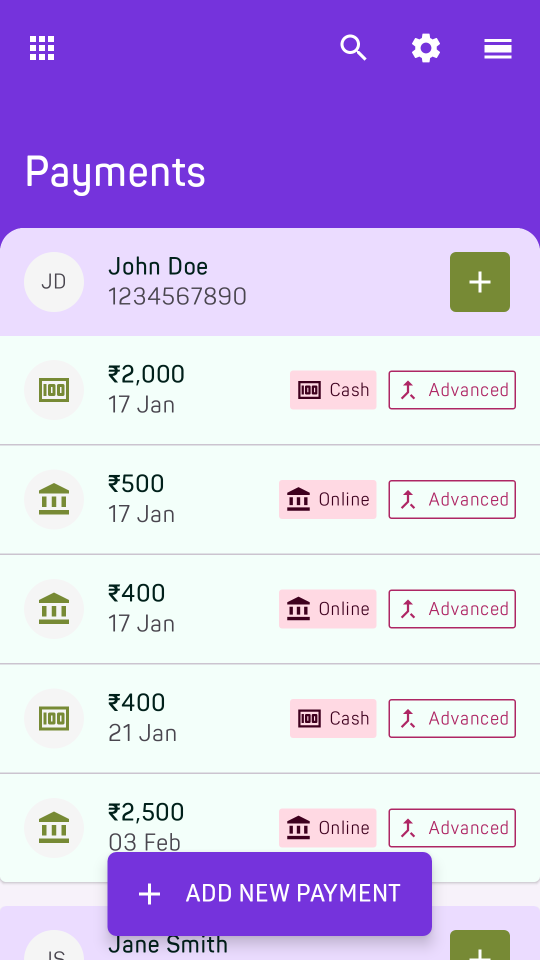 Payments
JD
John Doe
1234567890
₹2,000
17 Jan
100
Cash
Advanced
₹500
17 Jan
Online
Advanced
₹400
17 Jan
Online
Advanced
₹400
21 Jan
100
Cash
Advanced
₹2,500
03 Feb
Online
Advanced
ADD NEW PAYMENT
JS
Jane Smith